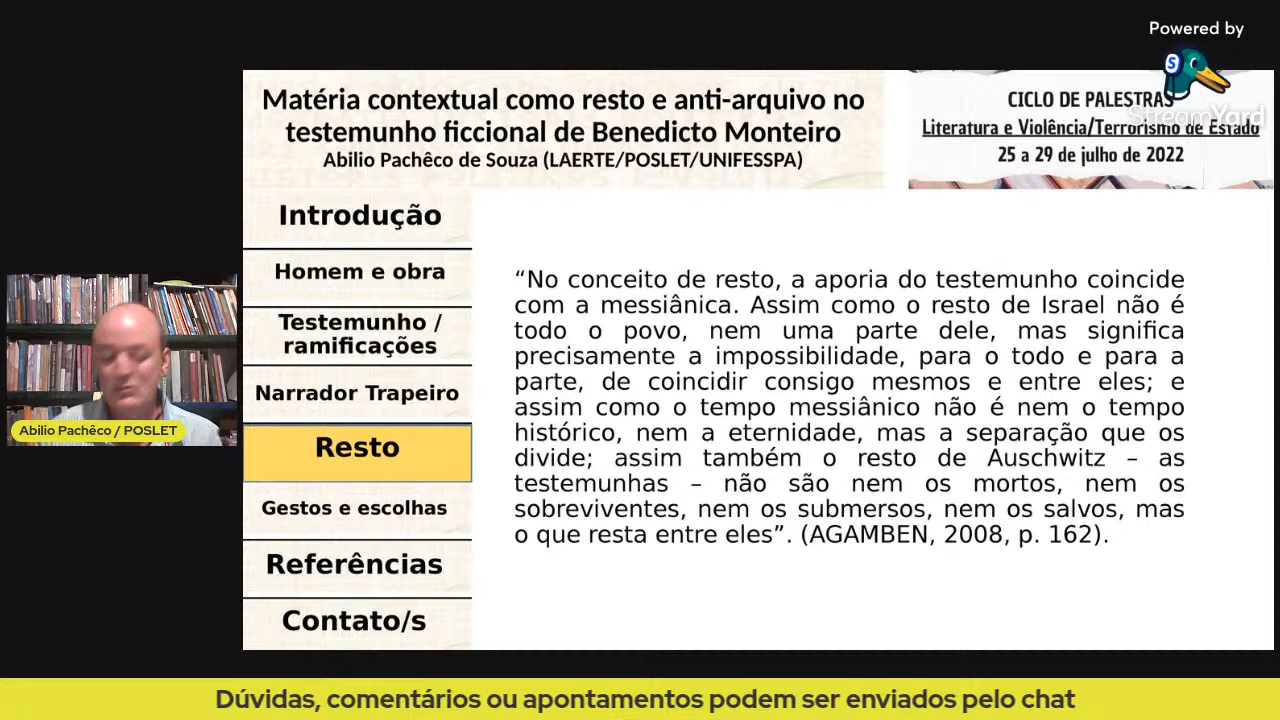 Powered by
StreamYard
Matéria contextual como resto e anti-arquivo no
testemunho ficcional de Benedicto Monteiro
Abilio Pachêco de Souza (LAERTE/POSLET/UNIFESSPA)
CICLO DE PALESTRAS
Literatura e Violência/Terrorismo de Estado
25 a 29 de julho de 2022
Introdução
Homem e obra
Testemunho /
ramificações
Narrador Trapeiro
Resto
Gestos e escolhas
Referências
Contato/s
“No conceito de resto, a aporia do testemunho coincide
com a messiânica. Assim como o resto de Israel não é
todo o povo, nem uma parte dele, mas significa
precisamente a impossibilidade, para o todo e para a
parte, de coincidir consigo mesmos e entre eles; e
assim como o tempo messiânico não é nem o tempo
histórico, nem a eternidade, mas a separação que os
divide; assim também o resto de Auschwitz – as
testemunhas – não são nem os mortos, nem os
sobreviventes, nem os submersos, nem os salvos, mas
o que resta entre eles”. (AGAMBEN, 2008, p. 162).
Abilio Pachêco / POSLET
Dúvidas, comentários ou apontamentos podem ser enviados pelo chat